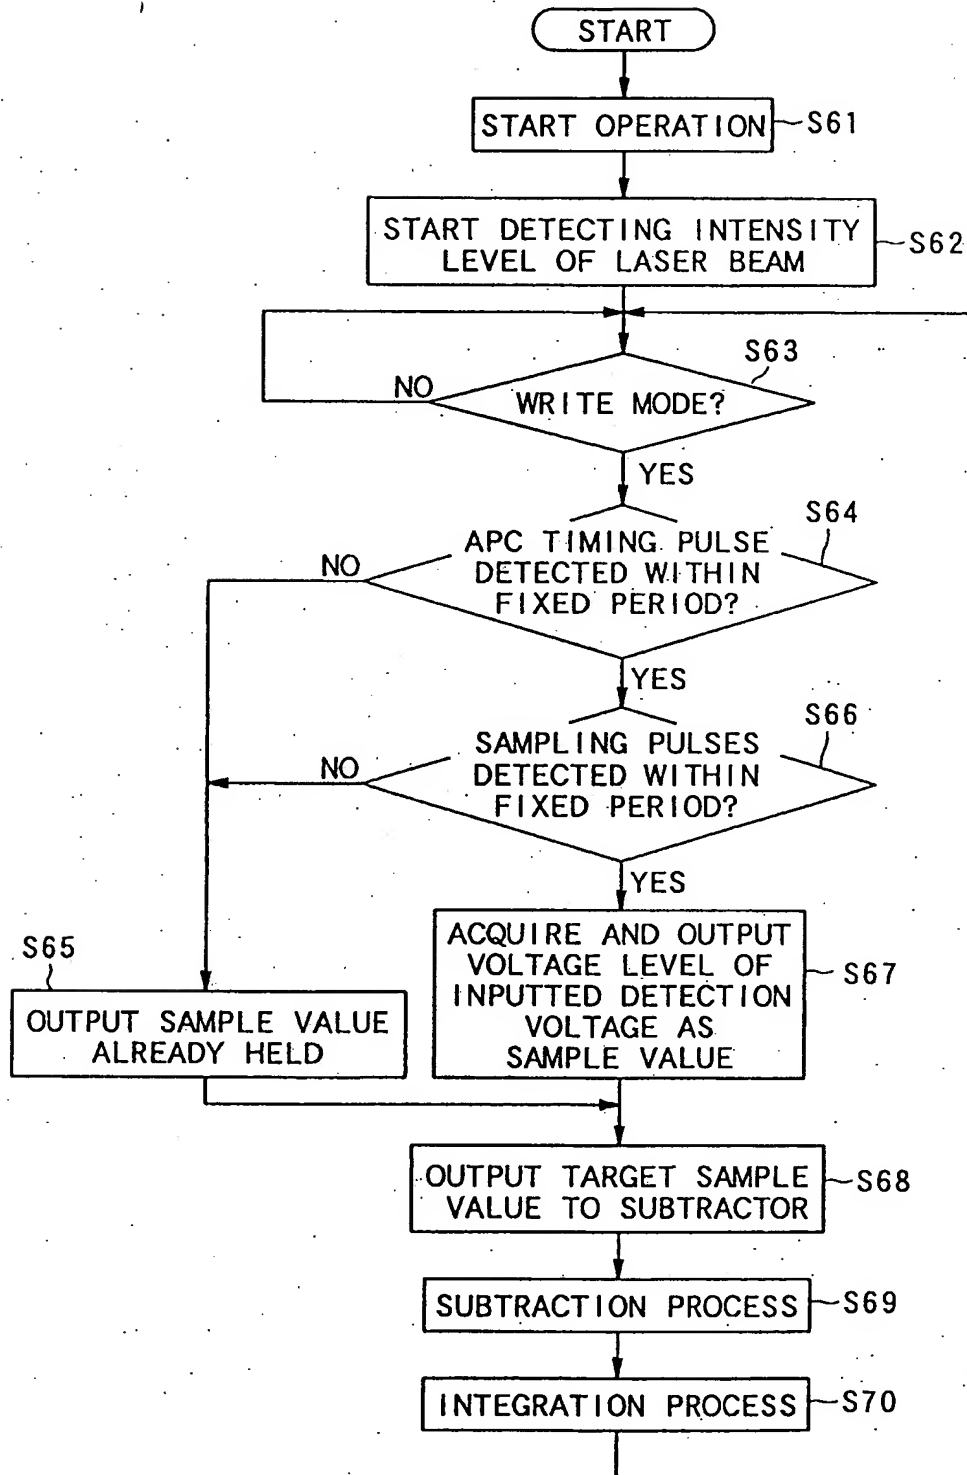 START
START OPERATION
S61
START DETECTING INTENSITY
LEVEL OF LASER BEAM
S62
S63
NO
WRITE MODE?
YES
S64
APC TIMING PULSE
DETECTED WITHIN
FIXED PERIOD?
NO
YES
S66
SAMPLING PULSES
DETECTED WITHIN
FIXED PERIOD?
NO
YES
S65
OUTPUT SAMPLE VALUE
ALREADY HELD
ACQUIRE AND OUTPUT
VOLTAGE LEVEL OF
INPUTTED DETECTION
VOLTAGE AS
SAMPLE VALUE
S67
OUTPUT TARGET SAMPLE
VALUE TO SUBTRACTOR
S68
SUBTRACTION PROCESS
S69
INTEGRATION PROCESS
S70